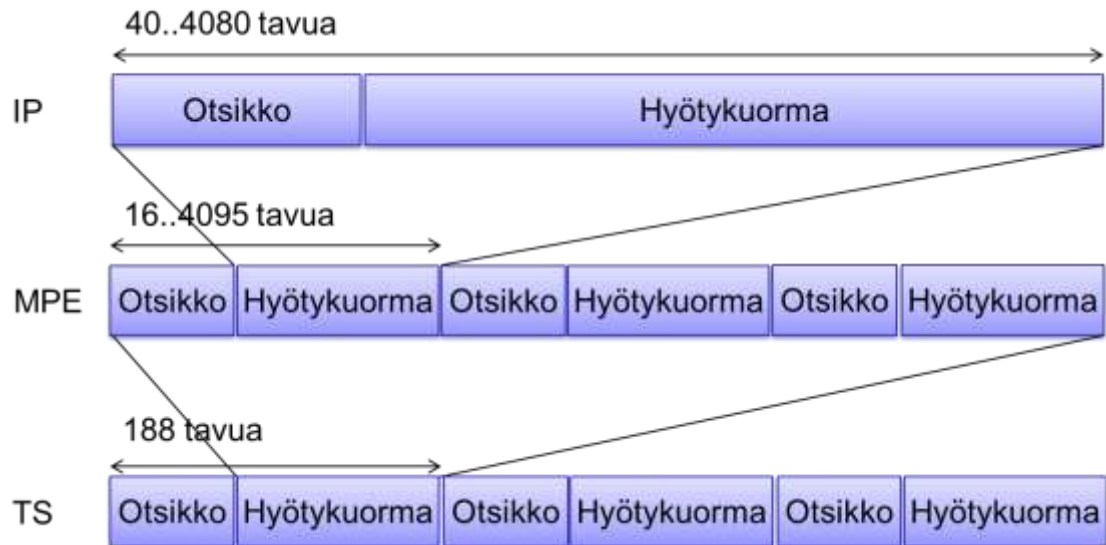 40..4080 tavua
IP Otsikko Hyötykuorma
16..4095 tavua
MPE Otsikko Hyötykuorma Otsikko Hyötykuorma Otsikko Hyötykuorma
188 tavua
TS Otsikko Hyötykuorma Otsikko Hyötykuorma Otsikko Hyötykuorma